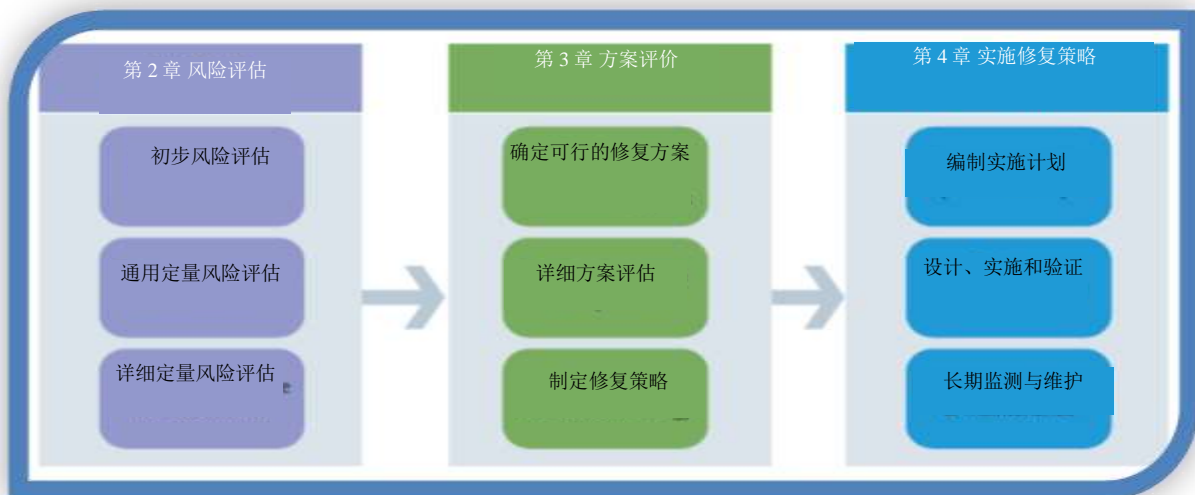 第 2 章 风险评估
初步风险评估
通用定量风险评估
详细定量风险评估
第 3 章 方案评价
确定可行的修复方案
详细方案评估
制定修复策略
第 4 章 实施修复策略
编制实施计划
设计、实施和验证
长期监测与维护